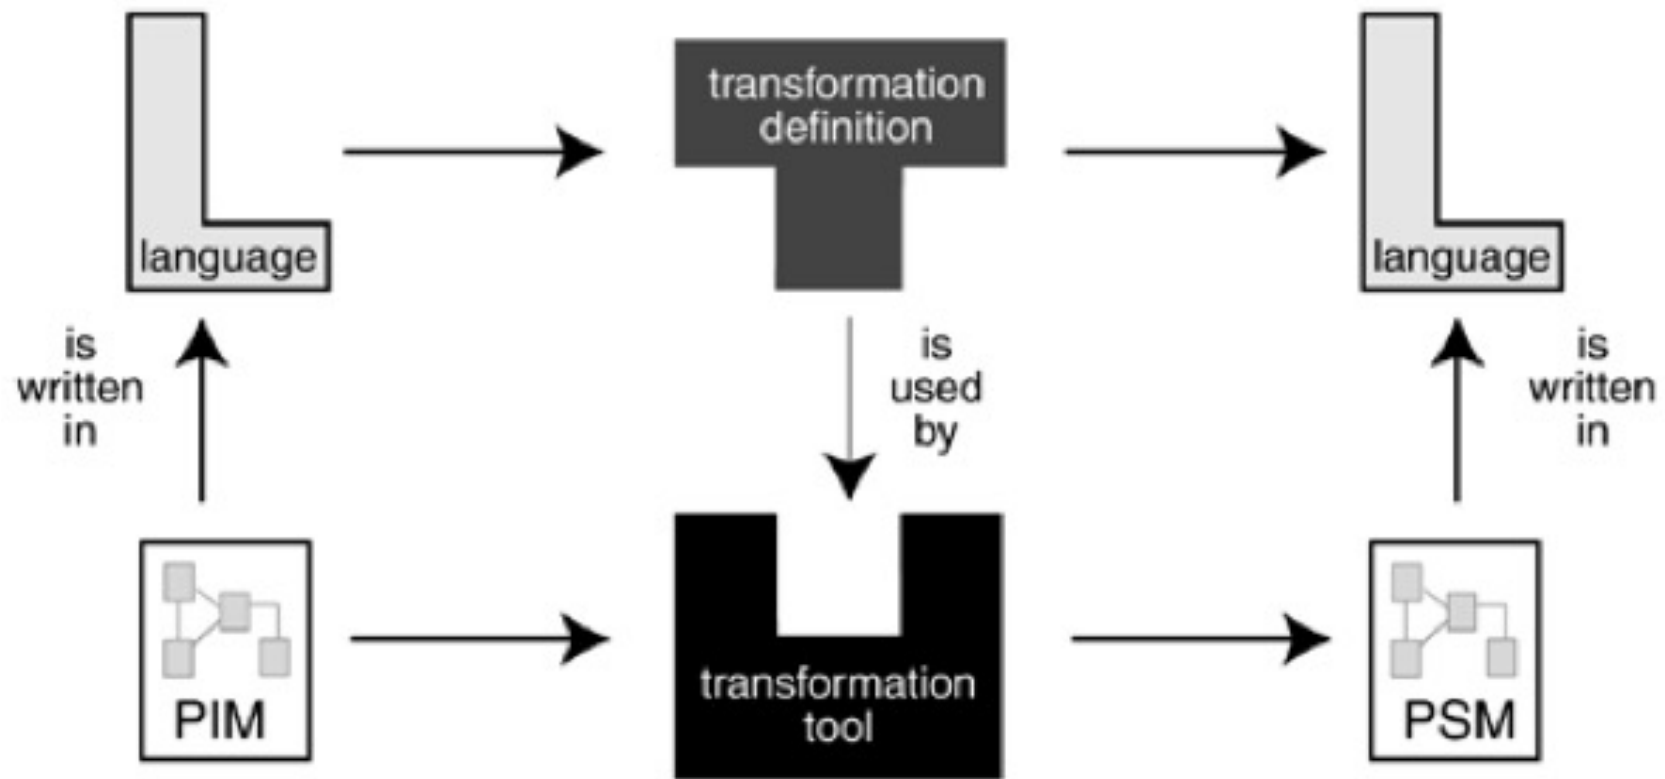 transformation
definition
language
language
is
written
in
is
used
by
is
written
in
PIM
transformation
tool
PSM